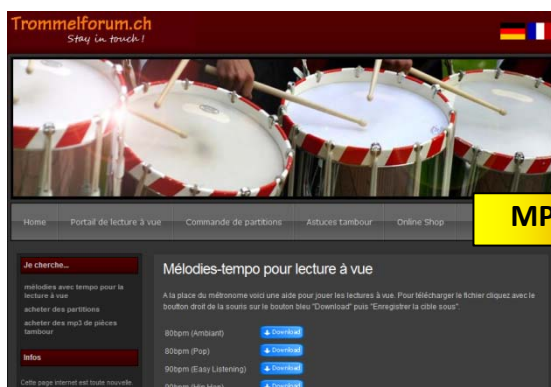 Trommelforum.ch
Stay in touch!
Home Portail de lecture à vue Commande de partitions Astuces tambour Online Shop
MP
Je cherche...
mélodies avec tempo pour la
lecture à vue
acheter des partitions
acheter des mp3 de pièces
tambour
Infos
Cette page internet est toute nouvelle.
Mélodies-tempo pour lecture à vue
A la place du métronome voici une aide pour jouer les lectures à vue. Pour télécharger le fichier cliquez avec le
boutton droit de la souris sur le bouton bleu "Download" puis "Enregistrer la cible sous".
80bpm (Ambiant) Download
80bpm (Pop) Download
90bpm (Easy Listening) Download
90bpm (Hip Hop) Download